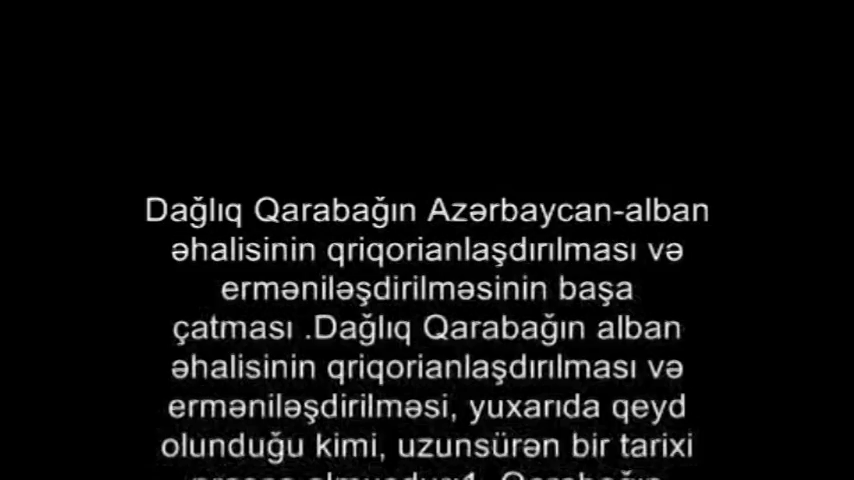 Dağlıq Qarabağın Azərbaycan-alban
əhalisinin qriqorianlaşdırılması və
erməniləşdirilməsinin başa
çatması .Dağlıq Qarabağın alban
əhalisinin qriqorianlaşdırılması və
erməniləşdirilməsi, yuxarıda qeyd
olunduğu kimi, uzunsürən bir tarixi